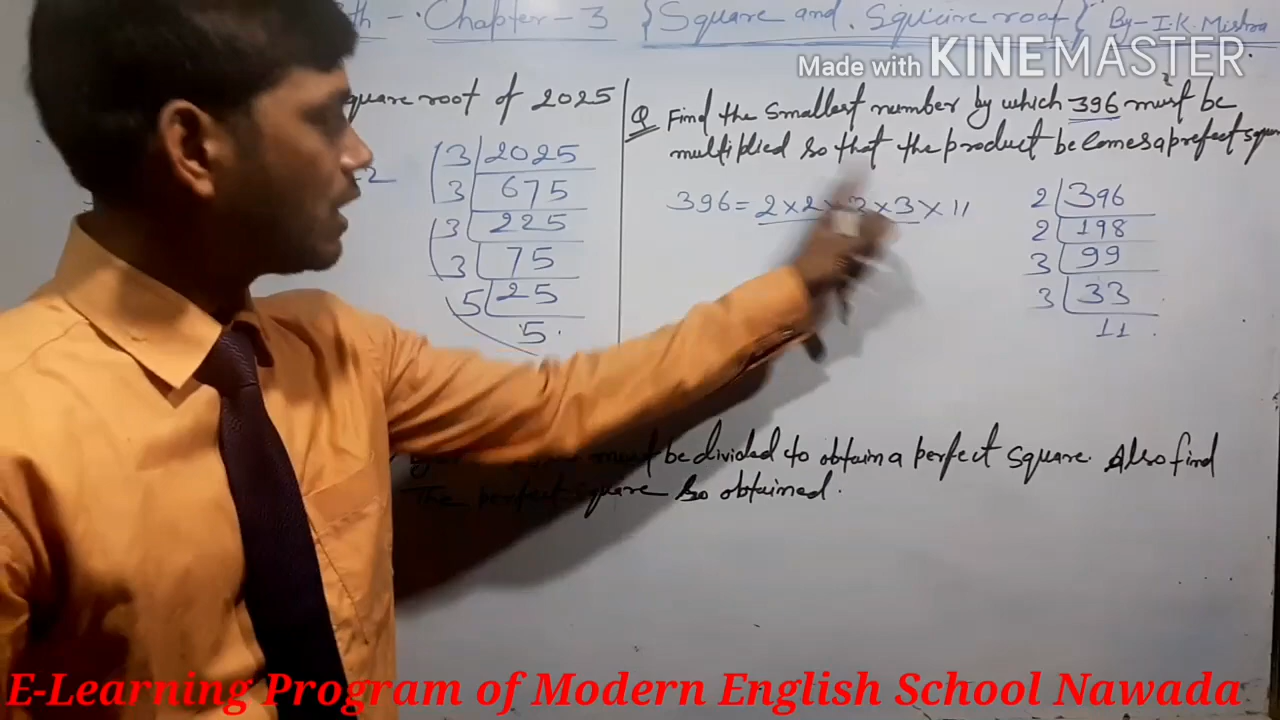 th - Chapter - 3 {Square and Square root} By - I.K. Mishra
Made with KINEMASTER
square root of 2025
3 2025
3 675
3 225
3 75
5 25
5
Q Find the smallest number by which 396 must be
multiplied so that the product becomes a prefect square
396 = 2 × 2 × 3 × 3 × 11
2 396
2 198
3 99
3 33
11
must be divided to obtain a perfect square. Also find
The perfect square so obtained.
E-Learning Program of Modern English School Nawada